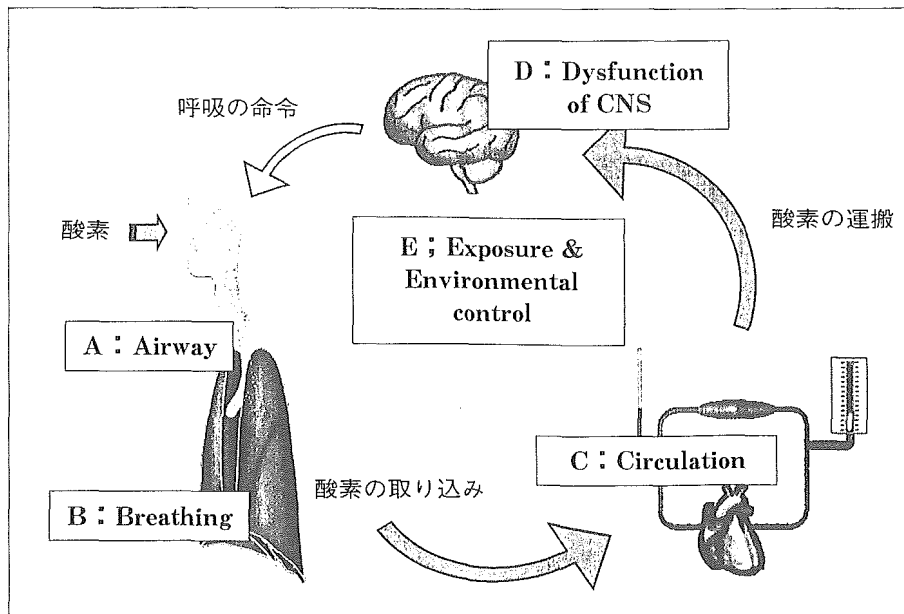 D：Dysfunction
of CNS
呼吸の命令
酸素
酸素の運搬
E；Exposure &
Environmental
control
A：Airway
C：Circulation
酸素の取り込み
B：Breathing